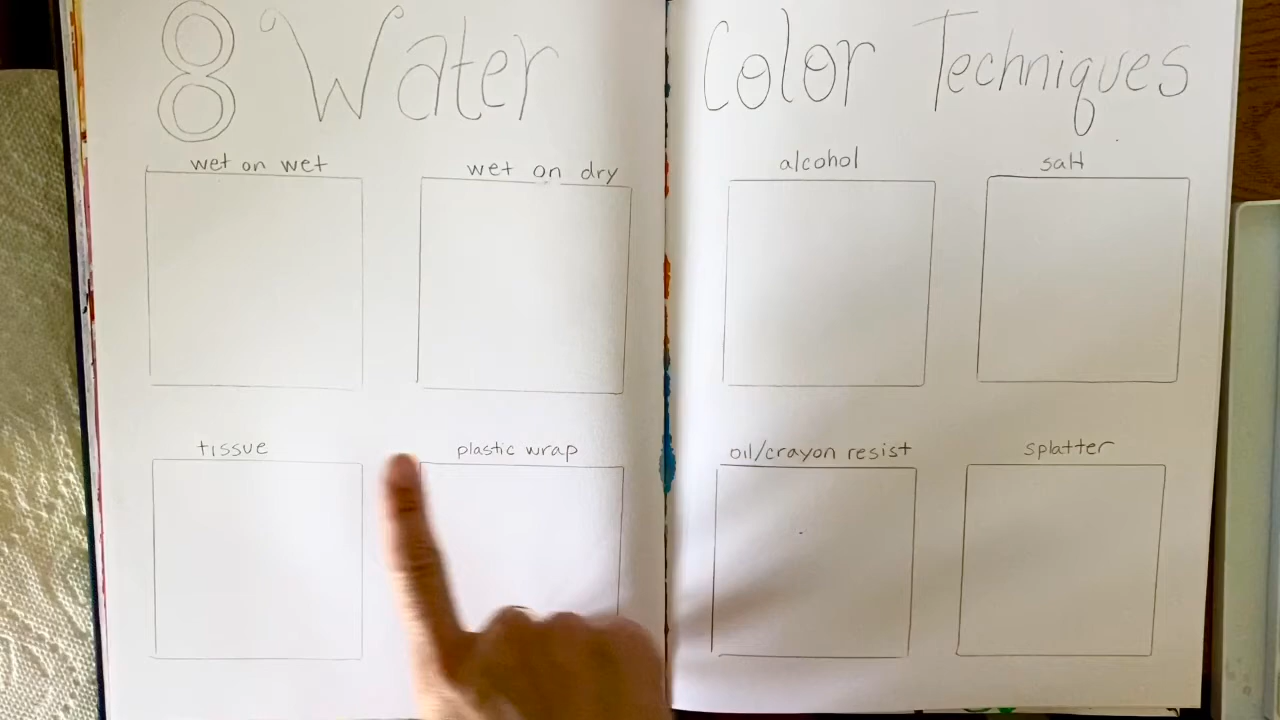 8 Water Color Techniques
wet on wet
wet on dry
alcohol
salt
tissue
plastic wrap
oil/crayon resist
splatter